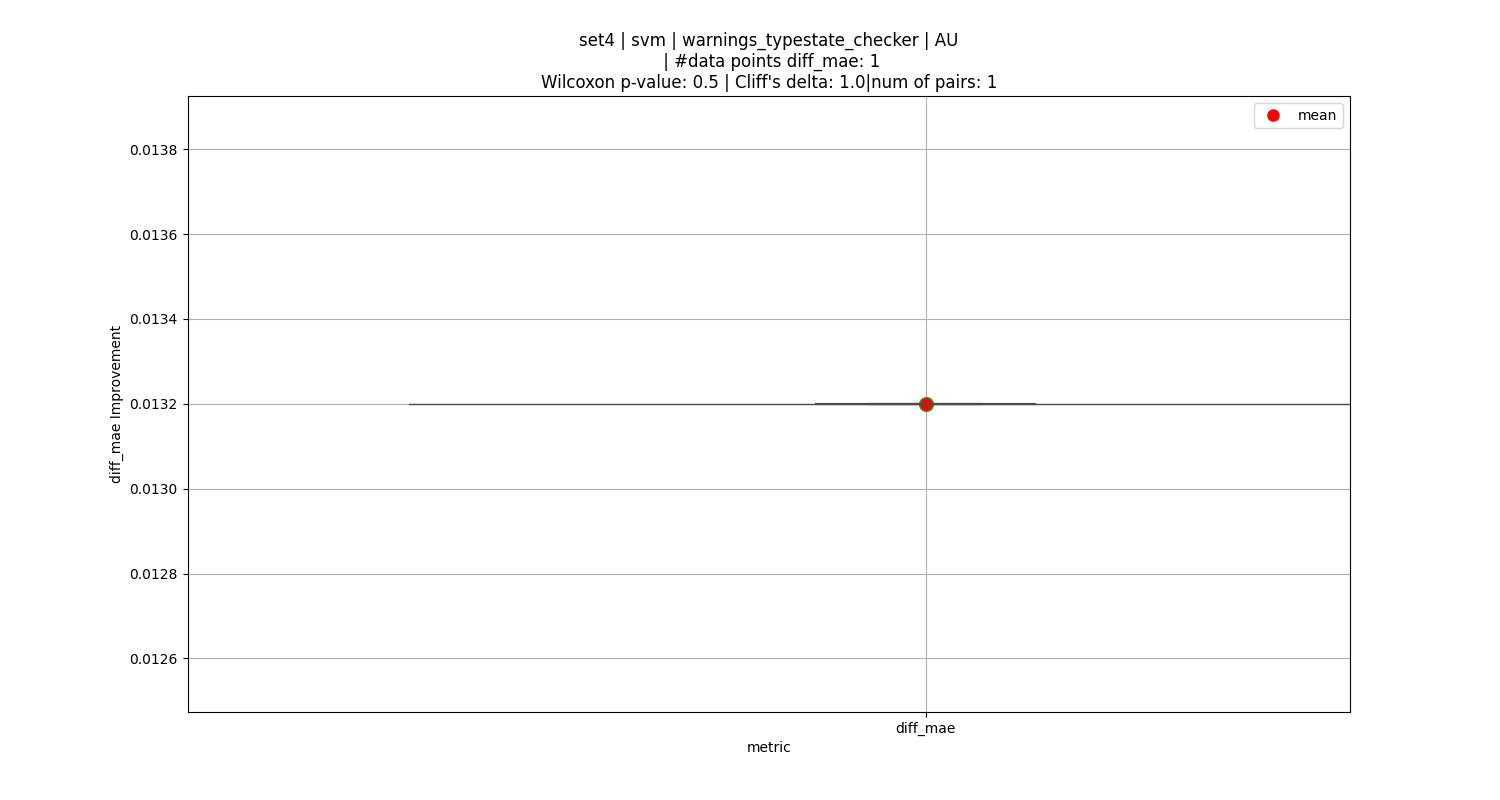 set4 | svm | warnings_typestate_checker | AU
| #data points diff_mae: 1
Wilcoxon p-value: 0.5 | Cliff's delta: 1.0|num of pairs: 1
mean
0.0138
0.0136
0.0134
0.0132
0.0130
0.0128
0.0126
diff_mae Improvement
diff_mae
metric